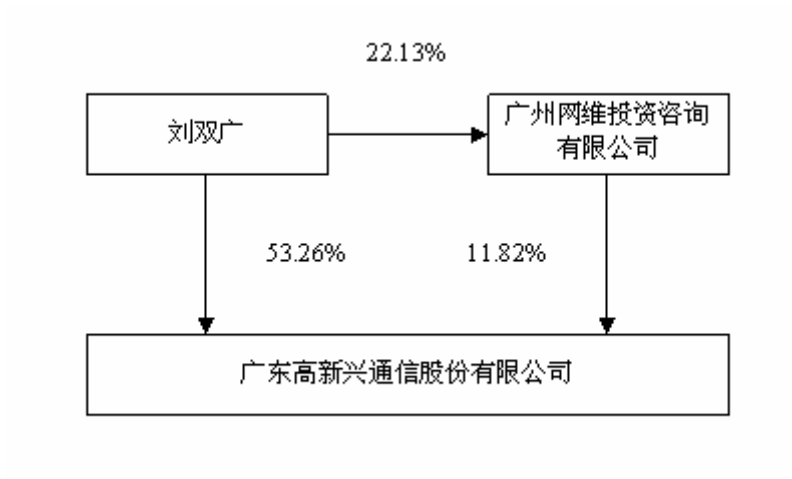 22.13%
刘双广
广州网维投资咨询
有限公司
53.26%
11.82%
广东高新兴通信股份有限公司